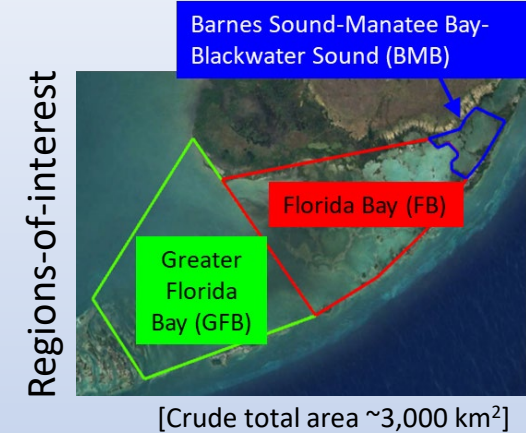 Barnes Sound-Manatee Bay-
Blackwater Sound (BMB)
Regions-of-interest
Florida Bay (FB)
Greater
Florida
Bay (GFB)
[Crude total area ~3,000 km²]